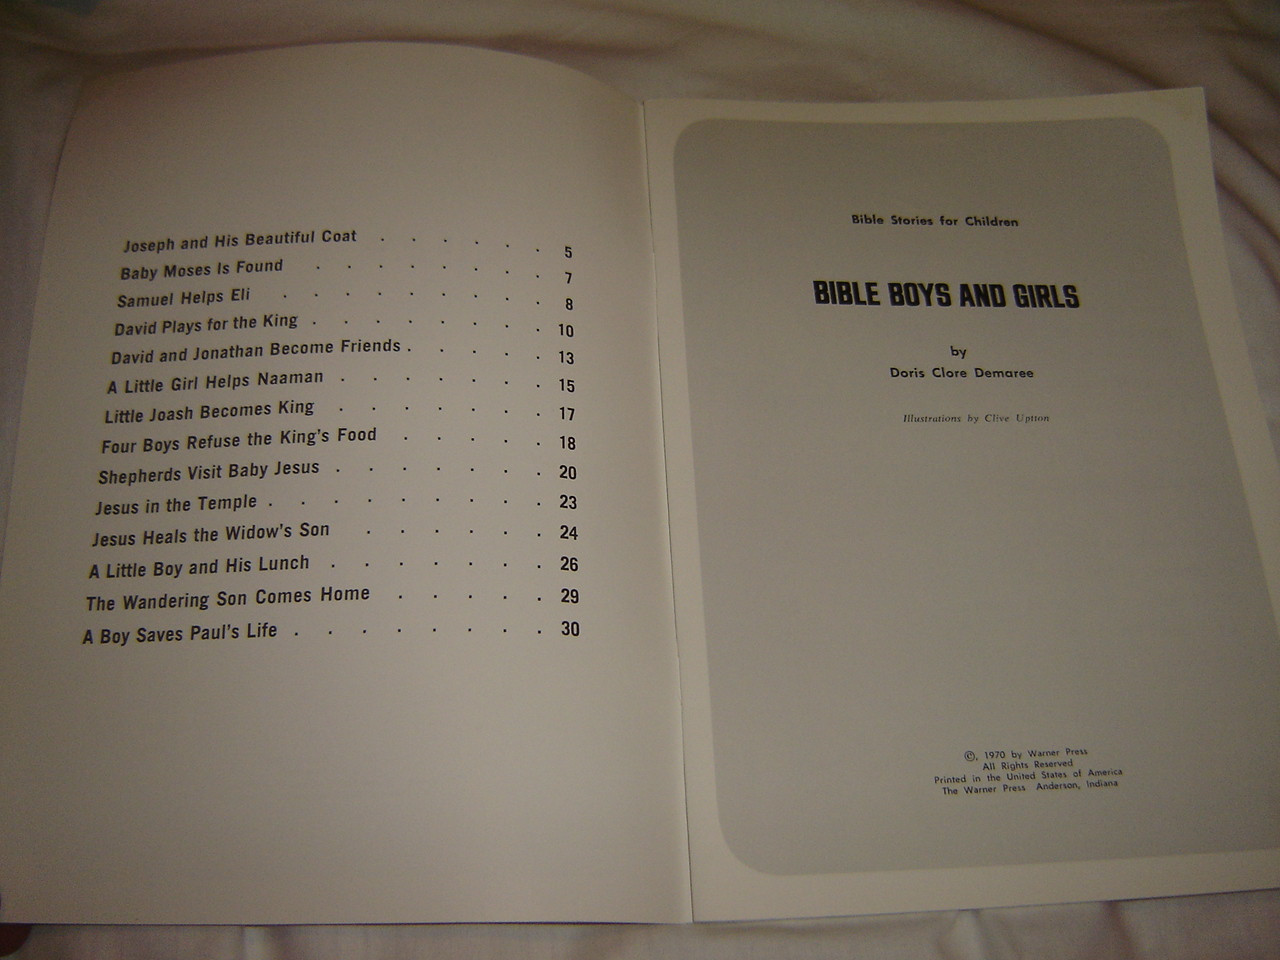 Joseph and His Beautiful Coat . . . . . . 5
Baby Moses Is Found . . . . . . . . 7
Samuel Helps Eli . . . . . . . . 8
David Plays for the King . . . . . . . . 10
David and Jonathan Become Friends . . . . . 13
A Little Girl Helps Naaman . . . . . . . 15
Little Joash Becomes King . . . . . . . 17
Four Boys Refuse the King's Food . . . . . 18
Shepherds Visit Baby Jesus . . . . . . . 20
Jesus in the Temple . . . . . . . . . 23
Jesus Heals the Widow's Son . . . . . . 24
A Little Boy and His Lunch . . . . . . . 26
The Wandering Son Comes Home . . . . . 29
A Boy Saves Paul's Life . . . . . . . . 30
Bible Stories for Children
BIBLE BOYS AND GIRLS
by
Doris Clore Demaree
Illustrations by Clive Uptton
©, 1970 by Warner Press
All Rights Reserved
Printed in the United States of America
The Warner Press Anderson, Indiana